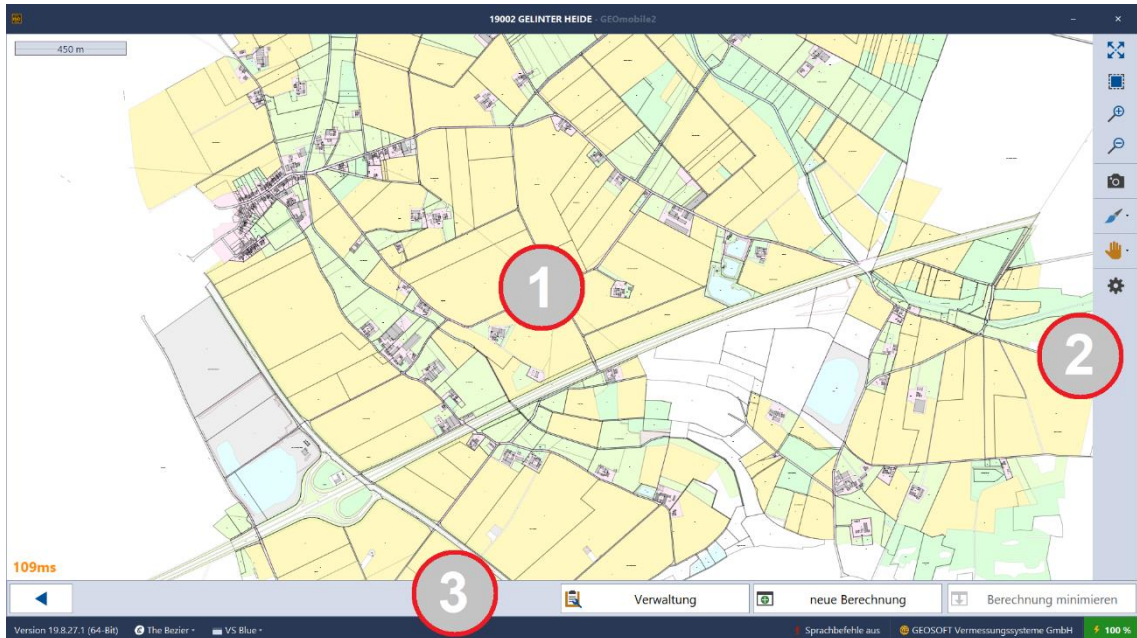 19002 GELINTER HEIDE - GEOmobile2
450 m
1
2
109ms
3
Verwaltung
neue Berechnung
Berechnung minimieren
Version 19.8.27.1 (64-Bit) The Bezier VS Blue Sprachbefehle aus GEOSOFT Vermessungssysteme GmbH 100 %